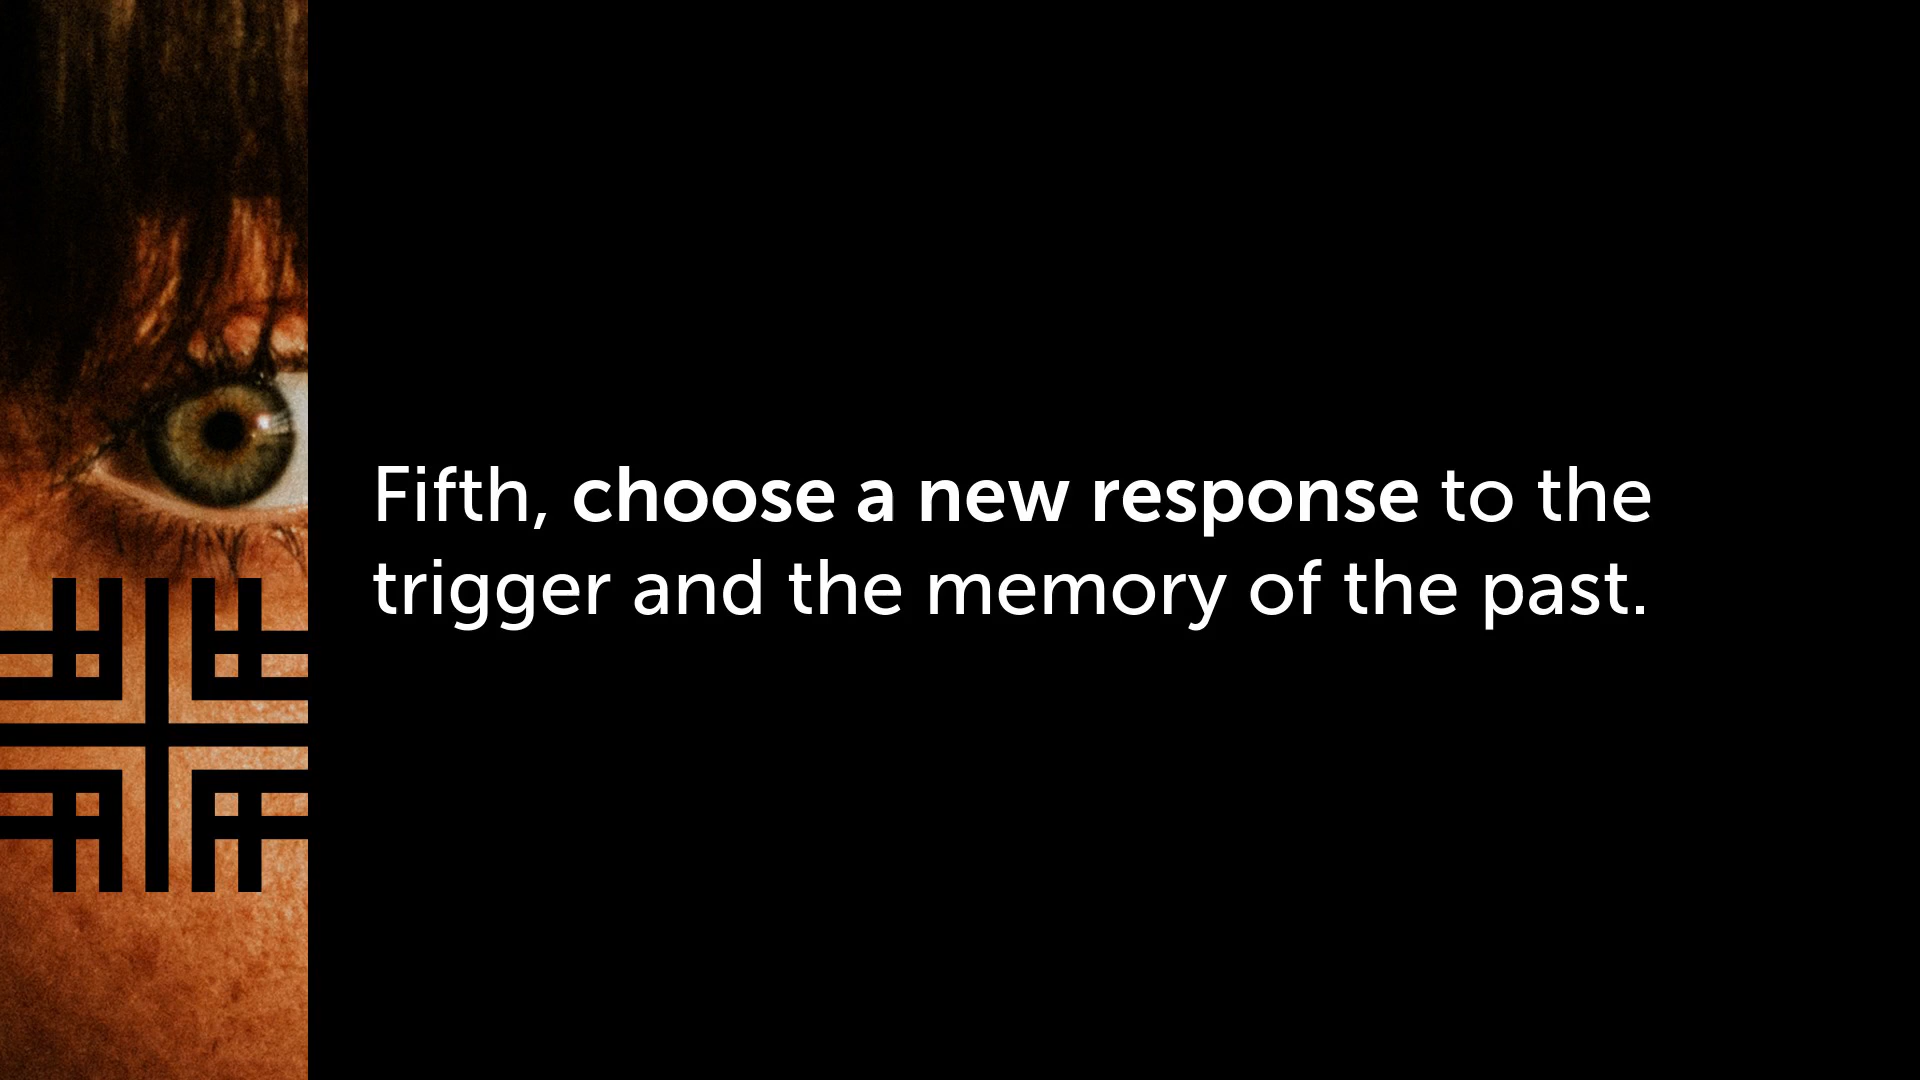 Fifth, choose a new response to the
trigger and the memory of the past.